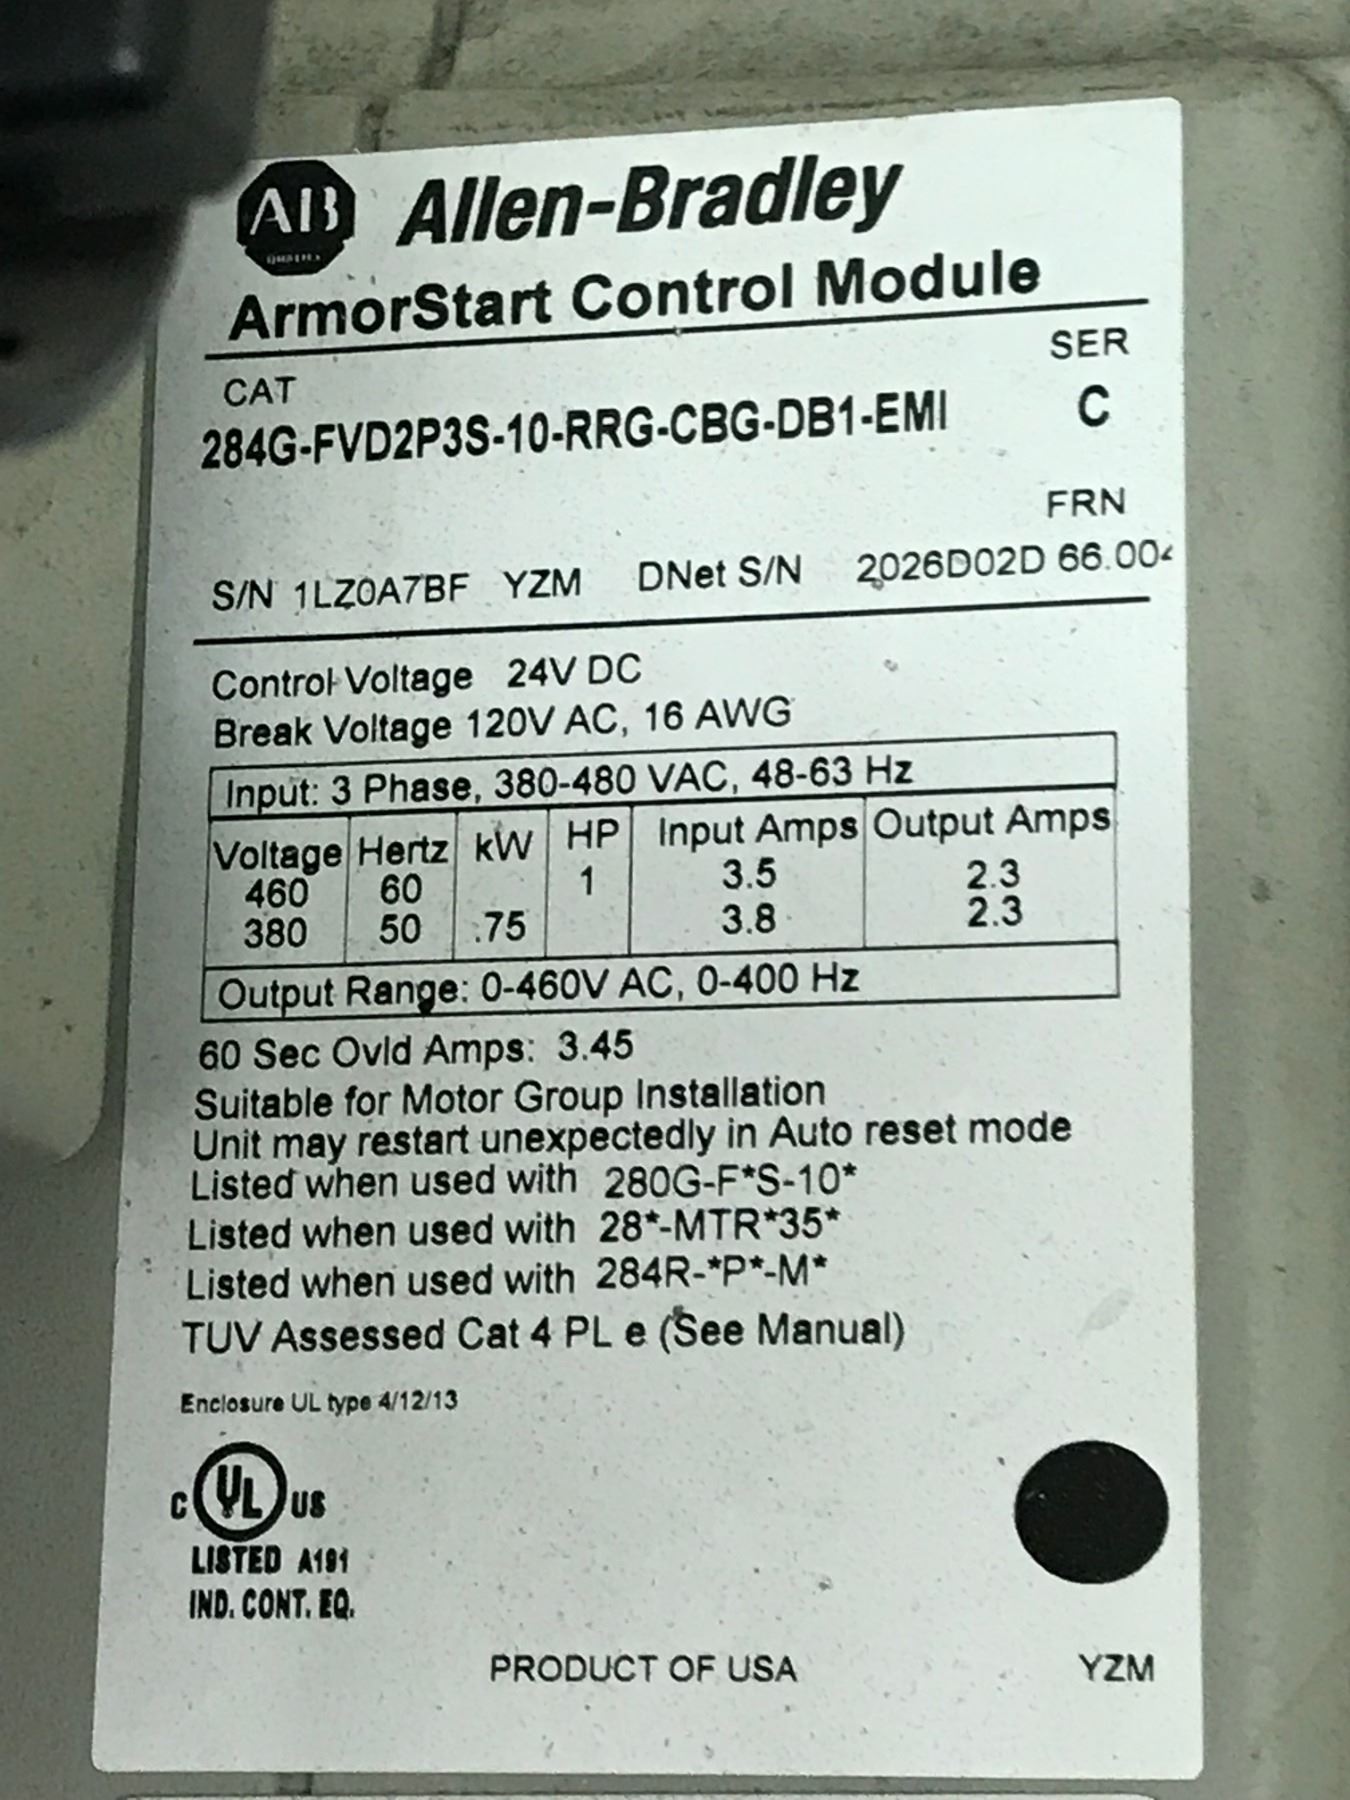 AB Allen-Bradley
QUALITY
ArmorStart Control Module
CAT SER
284G-FVD2P3S-10-RRG-CBG-DB1-EMI C
FRN
S/N 1LZ0A7BF YZM DNet S/N 2026D02D 66.004
Control Voltage 24V DC
Break Voltage 120V AC, 16 AWG
Input: 3 Phase, 380-480 VAC, 48-63 Hz
Voltage Hertz kW HP Input Amps Output Amps
460 60 1 3.5 2.3
380 50 .75 3.8 2.3
Output Range: 0-460V AC, 0-400 Hz
60 Sec Ovld Amps: 3.45
Suitable for Motor Group Installation
Unit may restart unexpectedly in Auto reset mode
Listed when used with 280G-F*S-10*
Listed when used with 28*-MTR*35*
Listed when used with 284R-*P*-M*
TUV Assessed Cat 4 PL e (See Manual)
Enclosure UL type 4/12/13
C UL US
LISTED A191
IND. CONT. EQ.
PRODUCT OF USA YZM